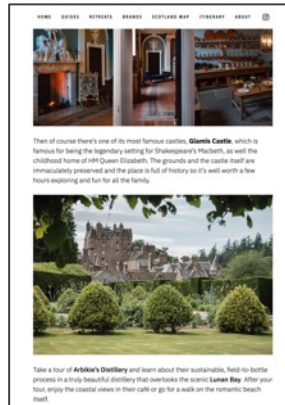 HOME GUIDES RETREATS BRANDS SCOTLAND MAP ITINERARY ABOUT
Then of course there's one of its most famous castles, Glamis Castle, which is
famous for being the legendary setting for Shakespeare's Macbeth, as well the
childhood home of HM Queen Elizabeth. The grounds and the castle itself are
immaculately preserved and the place is full of history so it's well worth a few
hours exploring and fun for all the family.
Take a tour of Arbikie's Distillery and learn about their sustainable, field-to-bottle
process in a truly beautiful distillery that overlooks the scenic Lunan Bay. After your
tour, enjoy the coastal views in their café or go for a walk on the romantic beach
itself.